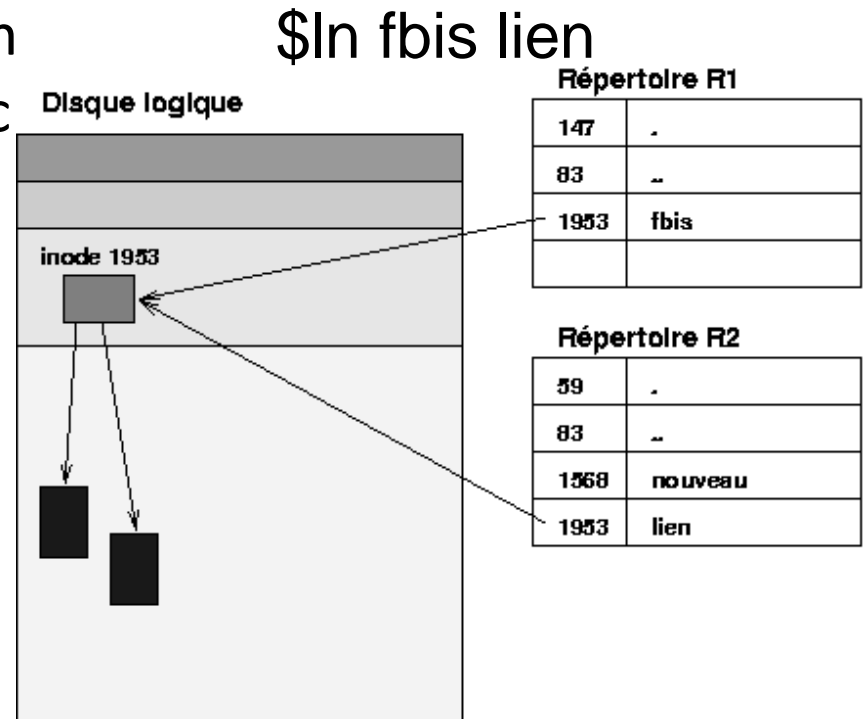 n
$ln fbis lien
c
Disque logique
inode 1953
Répertoire R1
147 .
83 ..
1953 fbis
Répertoire R2
59 .
83 ..
1568 nouveau
1953 lien